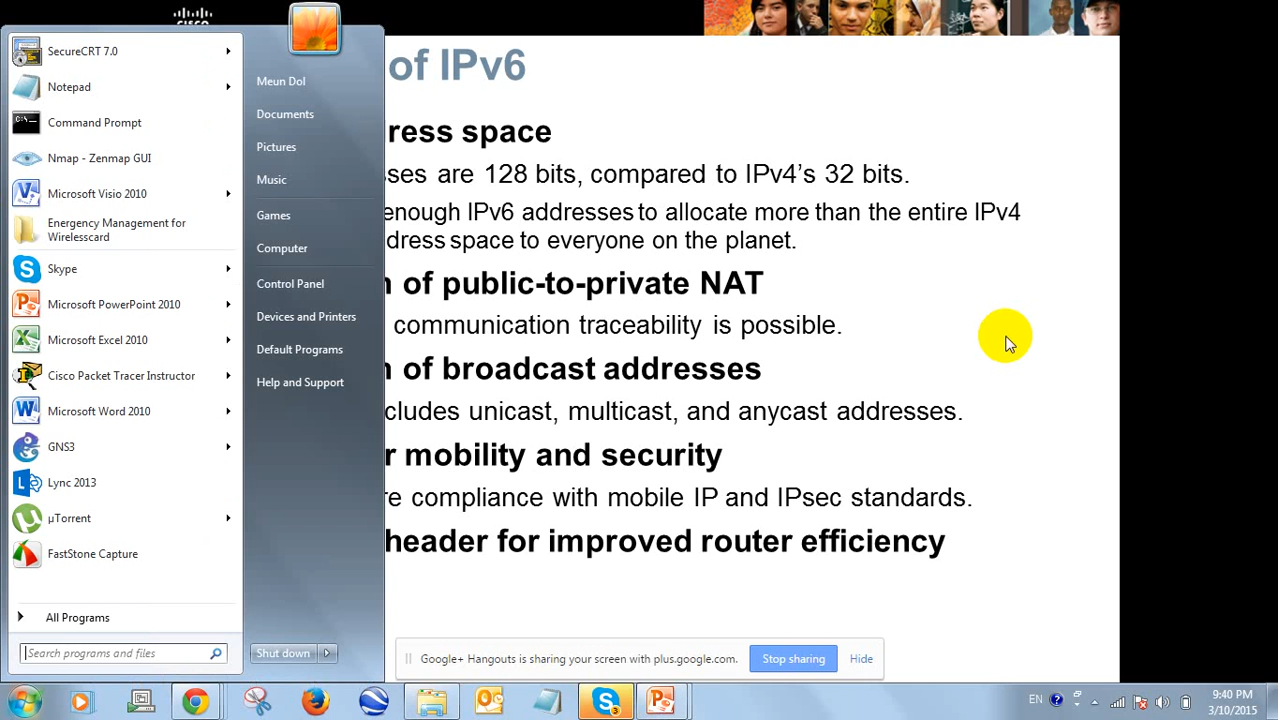 CISCO
SecureCRT 7.0
Notepad
Command Prompt
Nmap - Zenmap GUI
Microsoft Visio 2010
Energency Management for
Wirelesscard
Skype
Microsoft PowerPoint 2010
Microsoft Excel 2010
Cisco Packet Tracer Instructor
Microsoft Word 2010
GNS3
Lync 2013
µTorrent
FastStone Capture
All Programs
Search programs and files
Meun Dol
Documents
Pictures
Music
Games
Computer
Control Panel
Devices and Printers
Default Programs
Help and Support
Shut down
of IPv6
ress space
ses are 128 bits, compared to IPv4’s 32 bits.
enough IPv6 addresses to allocate more than the entire IPv4
dress space to everyone on the planet.
n of public-to-private NAT
communication traceability is possible.
n of broadcast addresses
cludes unicast, multicast, and anycast addresses.
r mobility and security
re compliance with mobile IP and IPsec standards.
header for improved router efficiency
Google+ Hangouts is sharing your screen with plus.google.com.
Stop sharing
Hide
EN
9:40 PM
3/10/2015